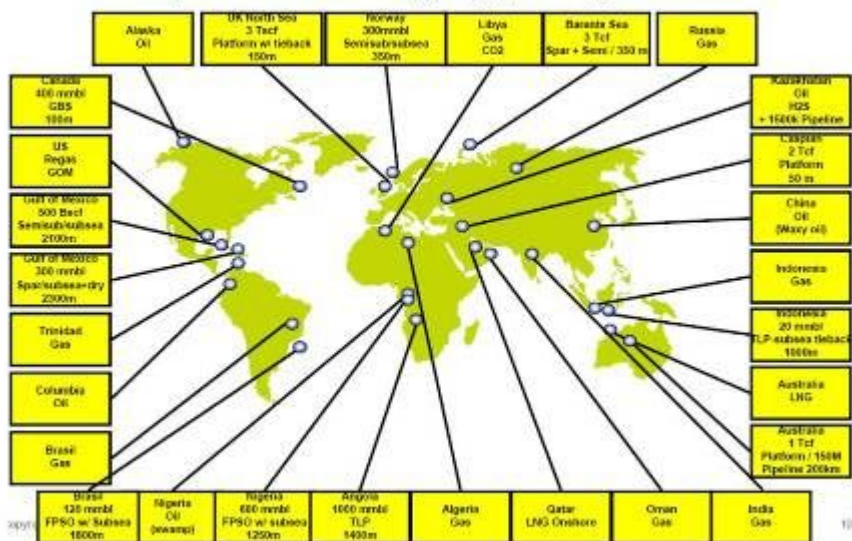 Alaska
Oil
UK North Sea
3 Tscf
Platform w/ tieback
150m
Norway
300mmbl
Semisub/subsea
350m
Libya
Gas
CO2
Barants Sea
3 Tcf
Spar + Semi / 350 m
Russia
Gas
Canada
400 mmbl
GBS
100m
US
Regas
GOM
Gulf of Mexico
500 Bscf
Semisub/subsea
2100m
Gulf of Mexico
300 mmbl
Spar/subsea+dry
2300m
Trinidad
Gas
Columbia
Oil
Brasil
Gas
Kazakhstan
Oil
H2S
+ 1500k Pipeline
Caspian
2 Tcf
Platform
50 m
China
Oil
(Waxy oil)
Indonesia
Gas
Indonesia
20 mmbl
TLP-subsea tieback
1000m
Australia
LNG
Australia
1 Tcf
Platform / 150M
Pipeline 200km
Brasil
120 mmbl
FPSO w/ Subsea
1800m
Nigeria
Oil
(swamp)
Nigeria
600 mmbl
FPSO w/ subsea
1250m
Angola
1000 mmbl
TLP
1400m
Algeria
Gas
Qatar
LNG Onshore
Oman
Gas
India
Gas